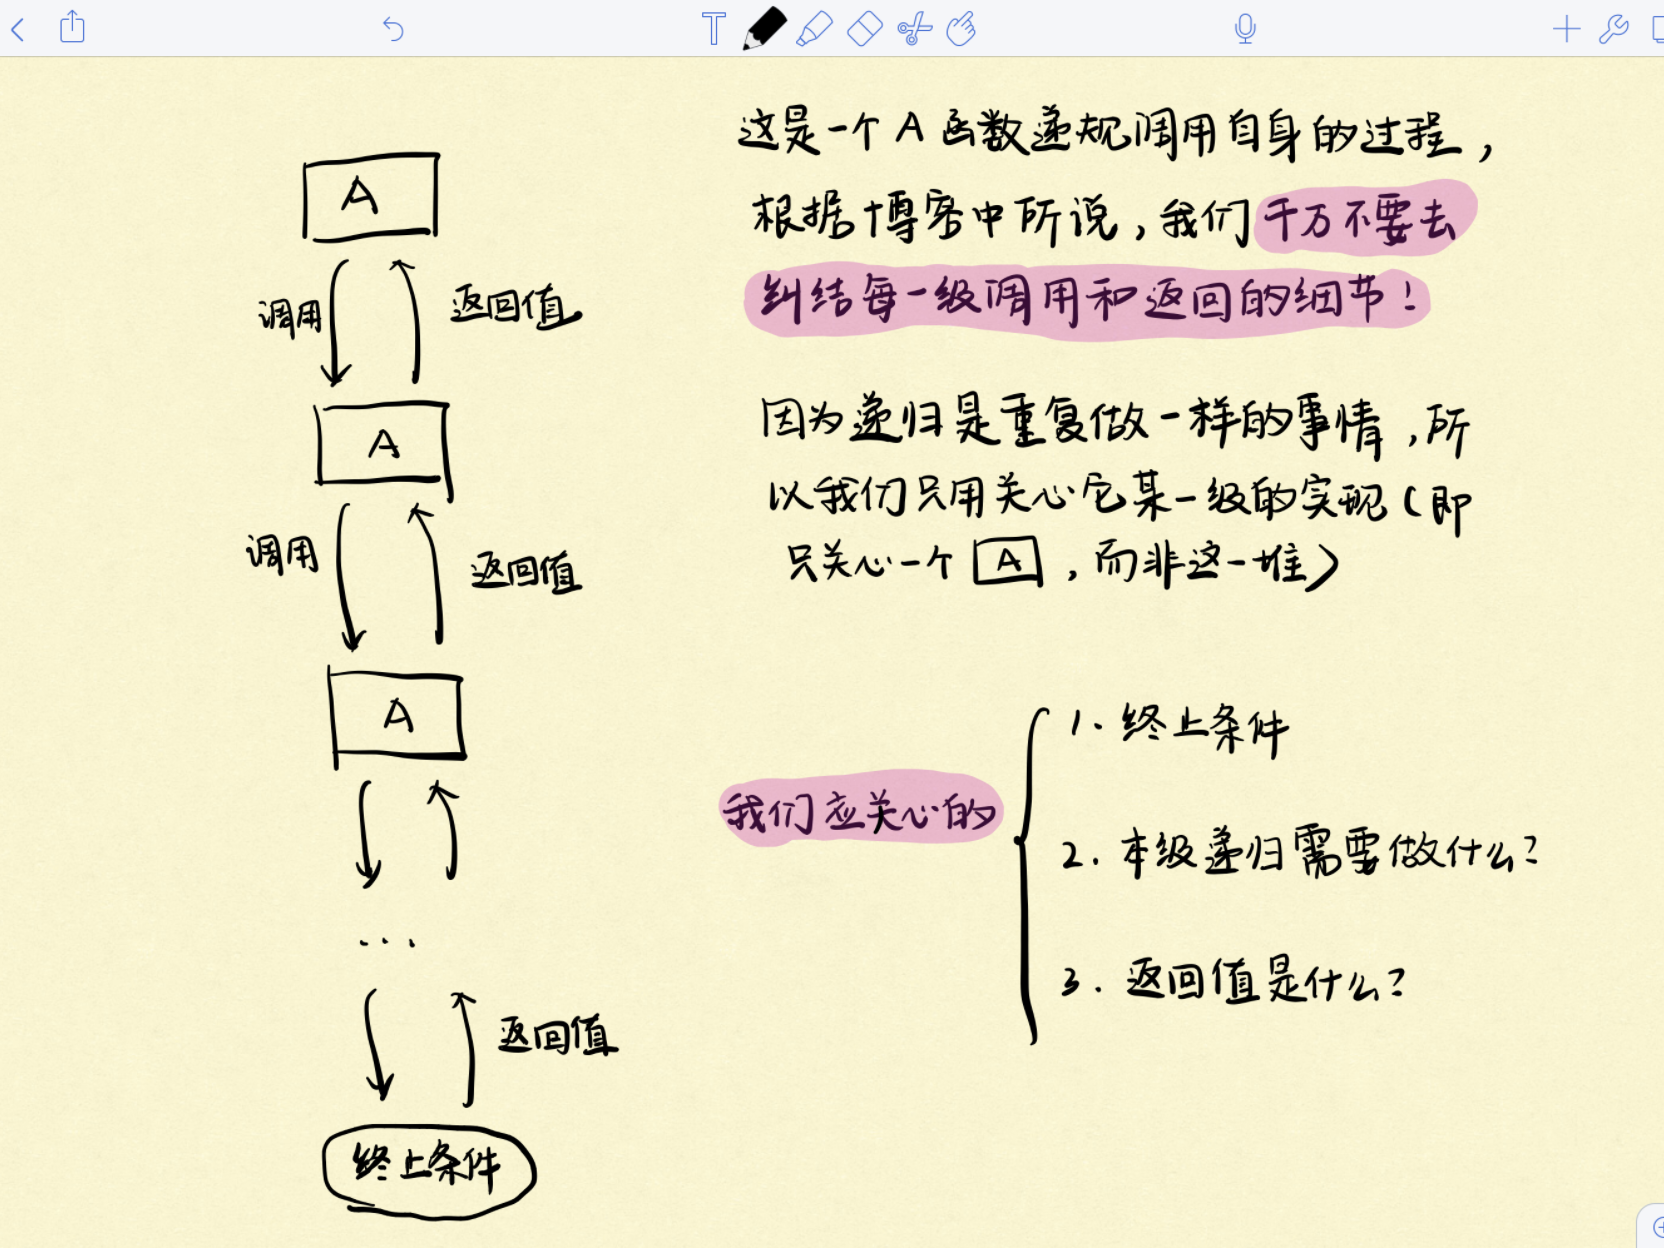 A
调用
返回值
A
调用
返回值
A
...
返回值
终止条件
这是一个A函数递规调用自身的过程，
根据博客中所说，我们千万不要去
纠结每一级调用和返回的细节！
因为递归是重复做一样的事情，所
以我们只用关心它某一级的实现（即
只关心一个 A ，而非这一堆）
我们应关心的
1. 终止条件
2. 本级递归需要做什么？
3. 返回值是什么？